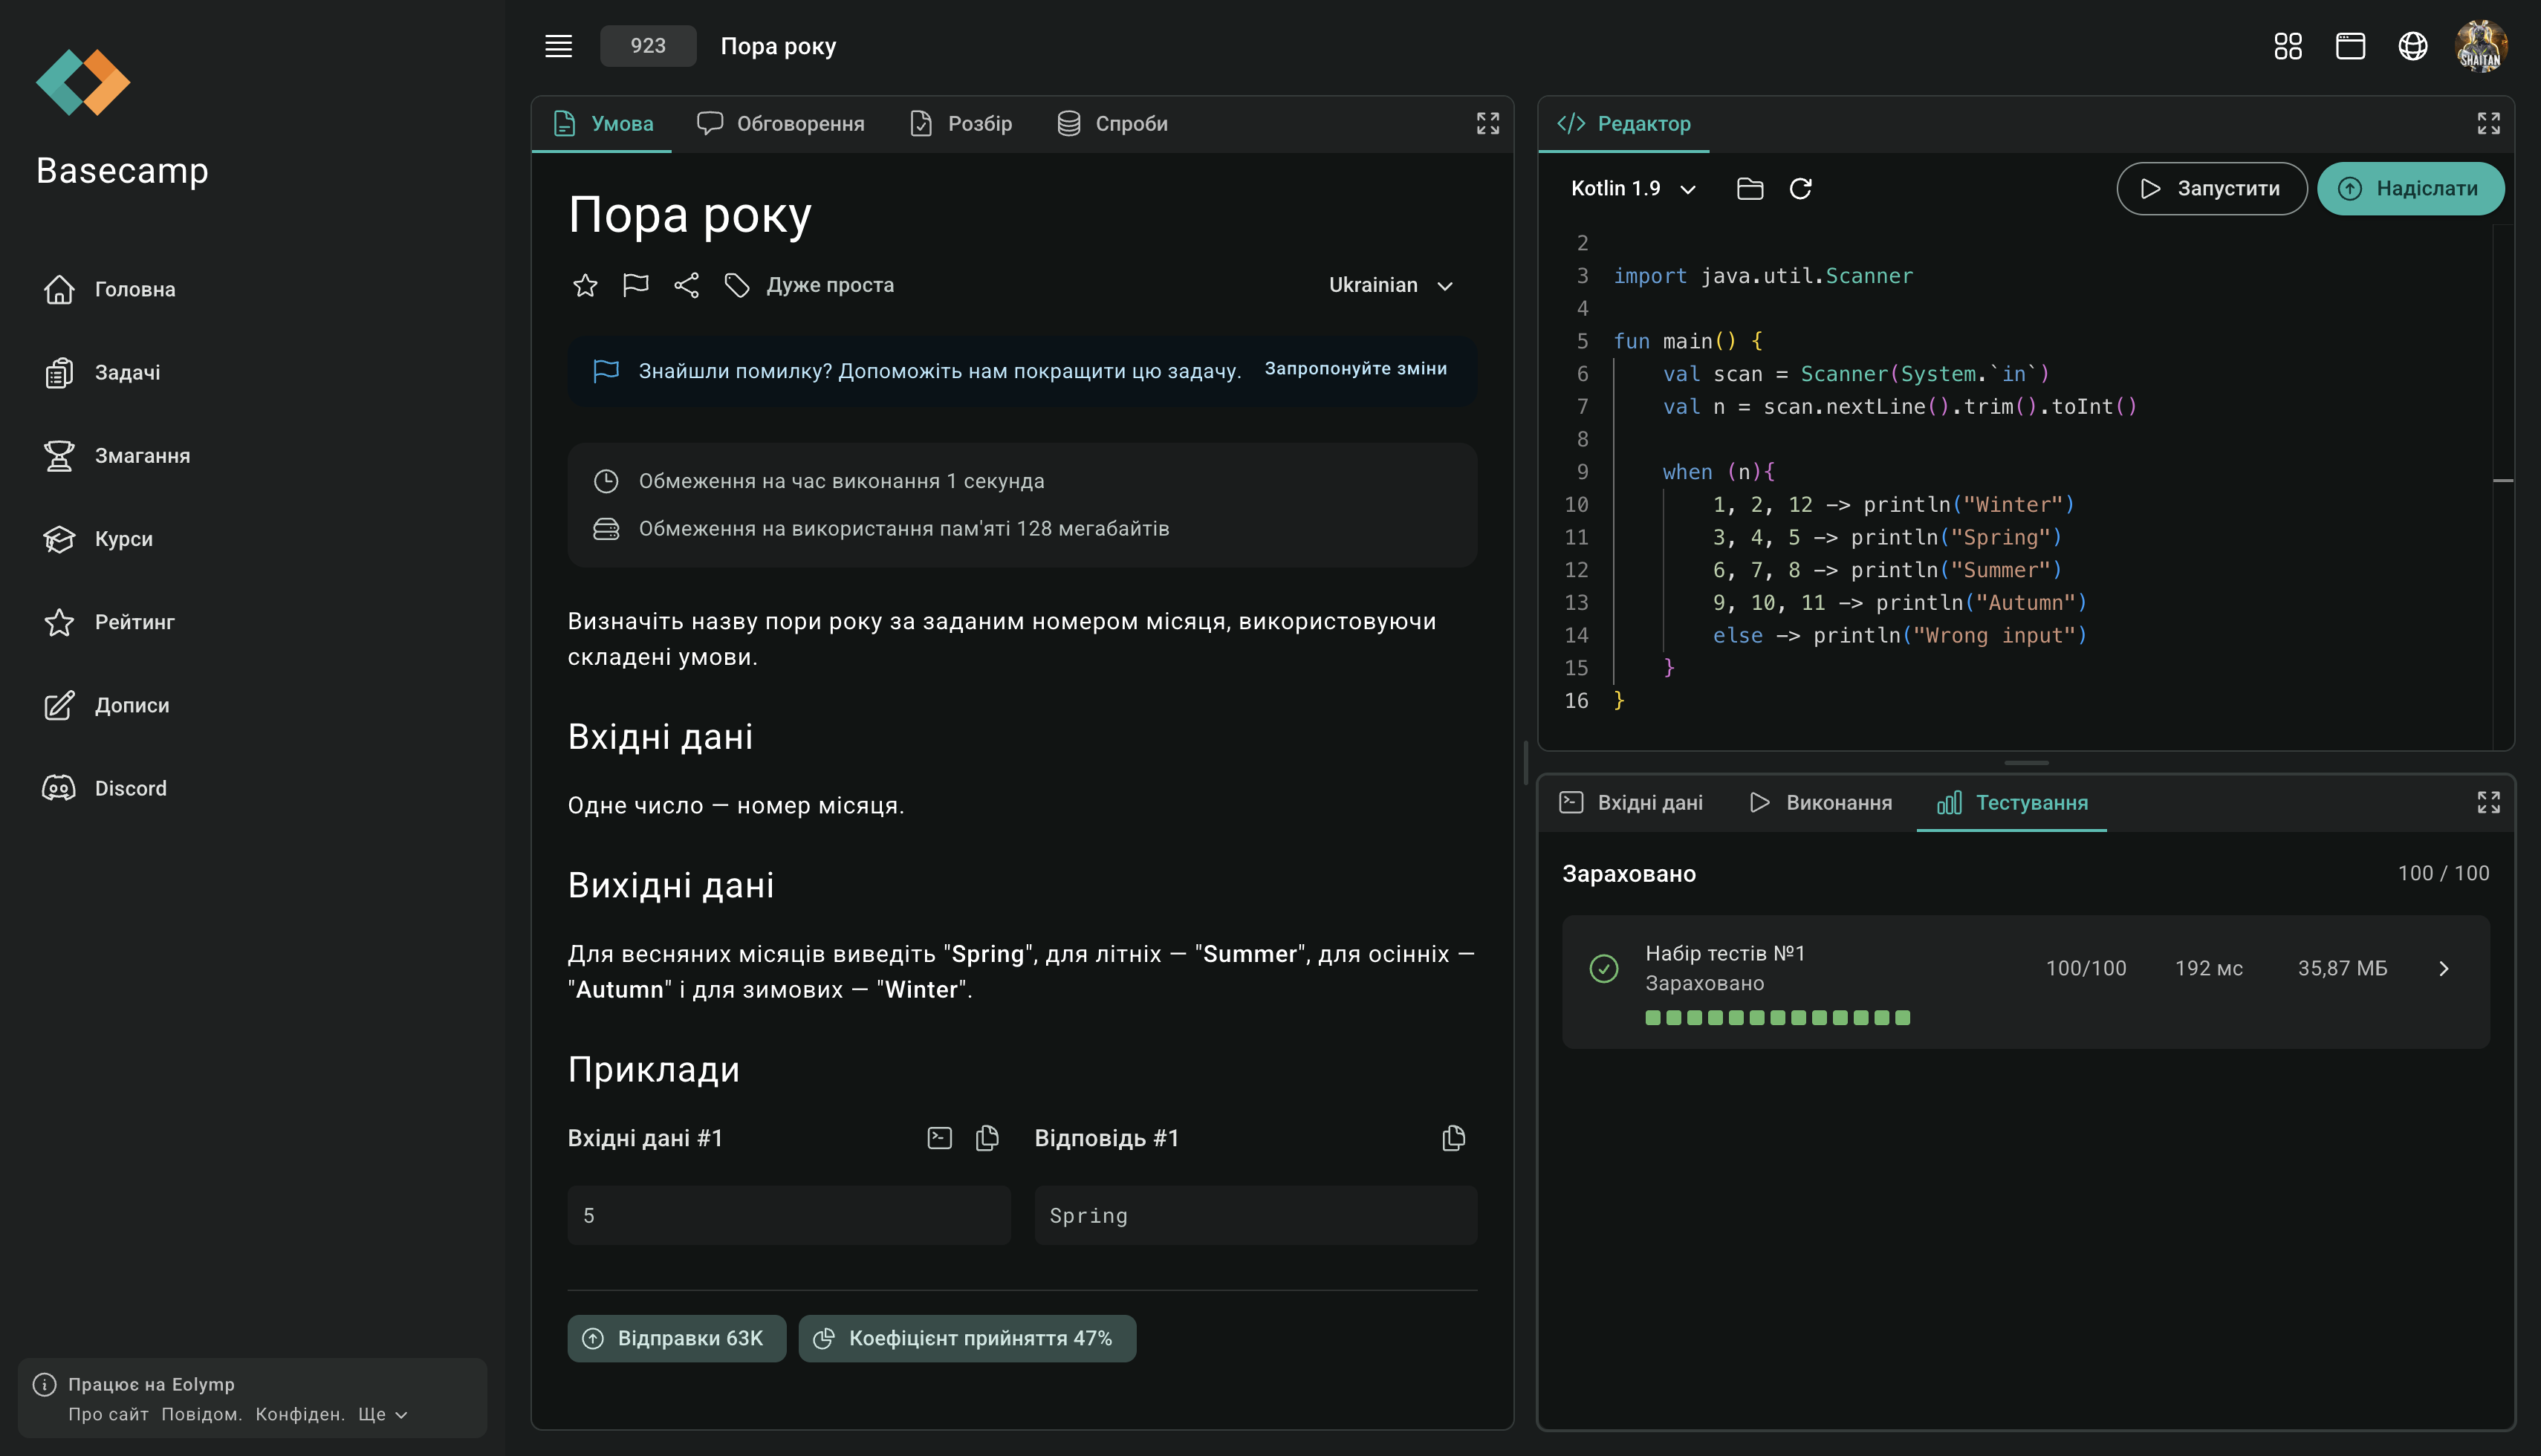 Basecamp
Головна
Задачі
Змагання
Курси
Рейтинг
Дописи
Discord
Працює на Eolymp
Про сайт Повідом. Конфіден. Ще
923 Пора року
SHAITAN
Умова Обговорення Розбір Спроби
Пора року
Дуже проста Ukrainian
Знайшли помилку? Допоможіть нам покращити цю задачу. Запропонуйте зміни
Обмеження на час виконання 1 секунда
Обмеження на використання пам'яті 128 мегабайтів
Визначіть назву пори року за заданим номером місяця, використовуючи
складені умови.
Вхідні дані
Одне число — номер місяця.
Вихідні дані
Для весняних місяців виведіть "Spring", для літніх — "Summer", для осінніх —
"Autumn" і для зимових — "Winter".
Приклади
Вхідні дані #1 Відповідь #1
5 Spring
Відправки 63K Коефіцієнт прийняття 47%
Редактор
Kotlin 1.9 Запустити Надіслати
2
3 import java.util.Scanner
4
5 fun main() {
6     val scan = Scanner(System.`in`)
7     val n = scan.nextLine().trim().toInt()
8
9     when (n){
10         1, 2, 12 -> println("Winter")
11         3, 4, 5 -> println("Spring")
12         6, 7, 8 -> println("Summer")
13         9, 10, 11 -> println("Autumn")
14         else -> println("Wrong input")
15     }
16 }
Вхідні дані Виконання Тестування
Зараховано 100 / 100
Набір тестів №1
Зараховано
100/100 192 мс 35,87 МБ